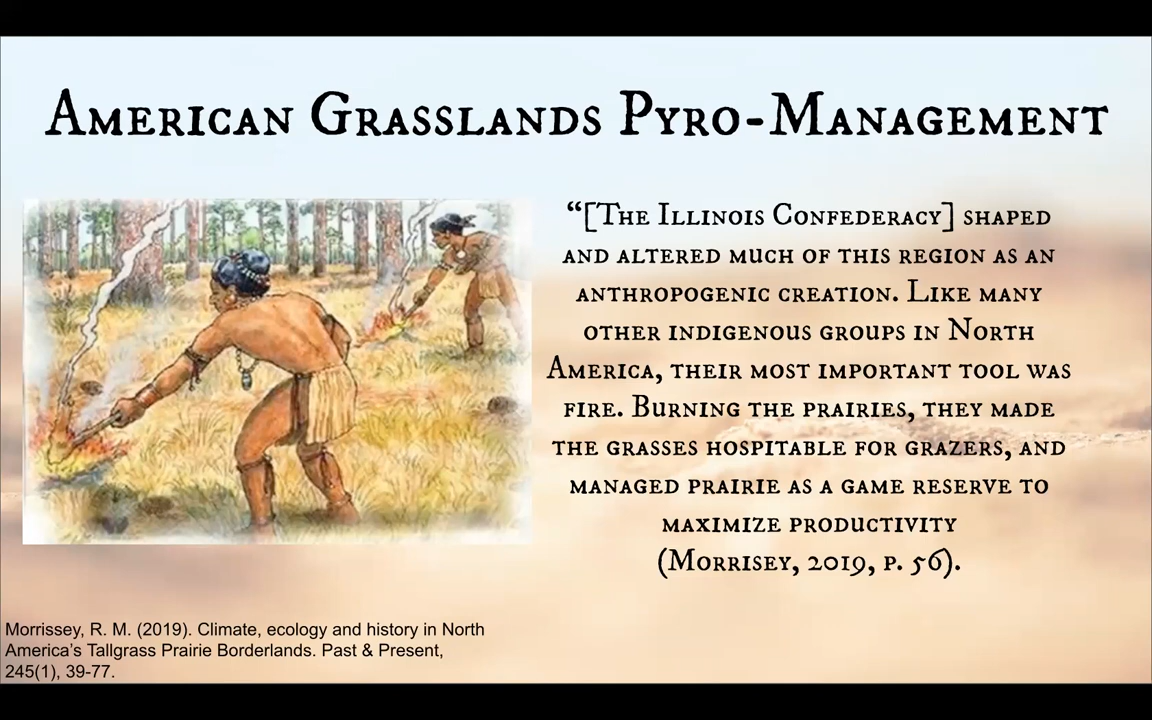 American Grasslands Pyro-Management
“[The Illinois Confederacy] shaped
and altered much of this region as an
anthropogenic creation. Like many
other indigenous groups in North
America, their most important tool was
fire. Burning the prairies, they made
the grasses hospitable for grazers, and
managed prairie as a game reserve to
maximize productivity
(Morrisey, 2019, p. 56).
Morrissey, R. M. (2019). Climate, ecology and history in North
America’s Tallgrass Prairie Borderlands. Past & Present,
245(1), 39-77.